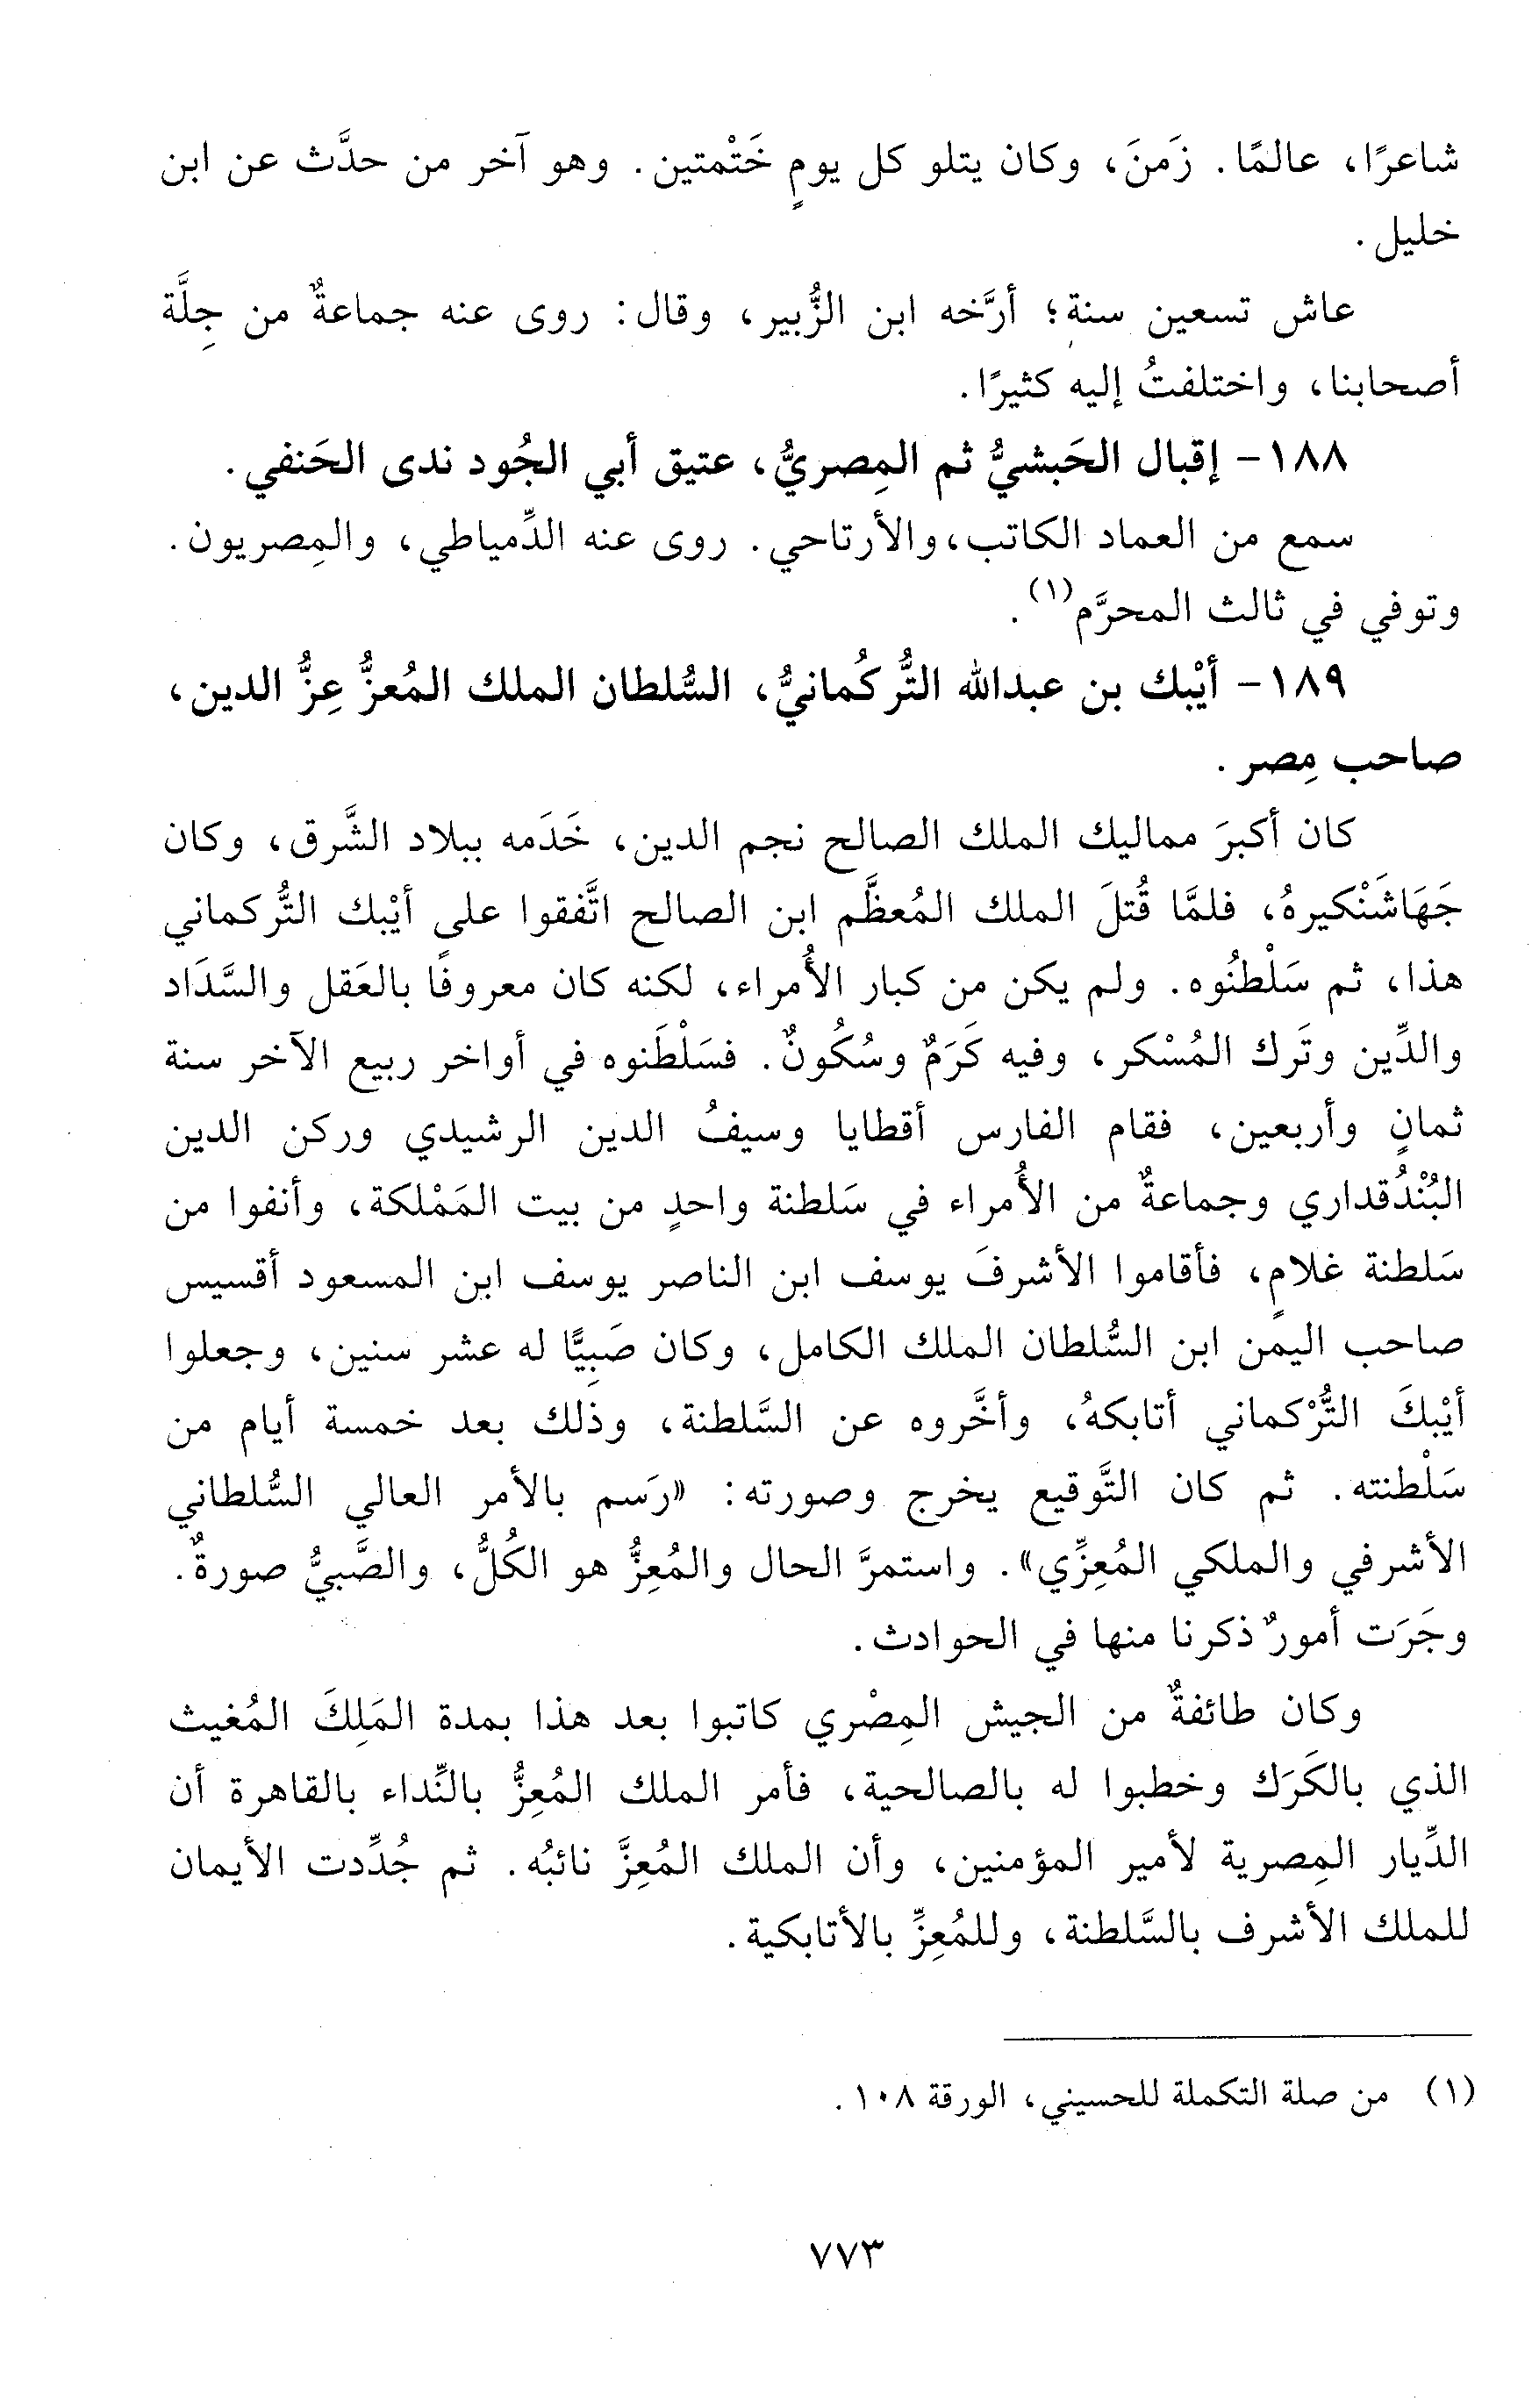 شاعرًا، عالمًا. زَمنَ، وكان يتلو كل يومٍ خَتْمتين. وهو آخر من حدَّث عن ابن
خليل.
عاش تسعين سنة؛ أرَّخه ابن الزُّبير، وقال: روى عنه جماعةٌ من جِلَّة
أصحابنا، واختلفتُ إليه كثيرًا.
١٨٨- إقبال الحَبشيُّ ثم المِصريُّ، عتيق أبي الجُود ندى الحَنفي.
سمع من العماد الكاتب، والأرتاحي. روى عنه الدِّمياطي، والمِصريون.
وتوفي في ثالث المحرَّم(١).
١٨٩- أيْبك بن عبدالله التُّركُمانيُّ، السُّلطان الملك المُعزُّ عِزُّ الدين،
صاحب مِصر.
كان أكبرَ مماليك الملك الصالح نجم الدين، خَدَمه ببلاد الشَّرق، وكان
جَهَاشَنْكيرهُ، فلمَّا قُتلَ الملك المُعظَّم ابن الصالح اتَّفقوا على أيْبك التُّركماني
هذا، ثم سَلْطنُوه. ولم يكن من كبار الأُمراء، لكنه كان معروفًا بالعَقل والسَّدَاد
والدِّين وتَرك المُسْكر، وفيه كَرَمٌ وسُكُونٌ. فسَلْطَنوه في أواخر ربيع الآخر سنة
ثمانٍ وأربعين، فقام الفارس أقطايا وسيفُ الدين الرشيدي وركن الدين
البُنْدُقداري وجماعةٌ من الأُمراء في سَلطنة واحدٍ من بيت المَمْلكة، وأنفوا من
سَلطنة غلامٍ، فأقاموا الأشرفَ يوسف ابن الناصر يوسف ابن المسعود أقسيس
صاحب اليمن ابن السُّلطان الملك الكامل، وكان صَبِيًّا له عشر سنين، وجعلوا
أيْبكَ التُّرْكماني أتابكهُ، وأخَّروه عن السَّلطنة، وذلك بعد خمسة أيام من
سَلْطنته. ثم كان التَّوقيع يخرج وصورته: «رَسم بالأمر العالي السُّلطاني
الأشرفي والملكي المُعِزِّي». واستمرَّ الحال والمُعِزُّ هو الكُلُّ، والصَّبيُّ صورةٌ.
وجَرَت أمورٌ ذكرنا منها في الحوادث.
وكان طائفةٌ من الجيش المِصْري كاتبوا بعد هذا بمدة المَلِكَ المُغيث
الذي بالكَرَك وخطبوا له بالصالحية، فأمر الملك المُعِزُّ بالنِّداء بالقاهرة أن
الدِّيار المِصرية لأمير المؤمنين، وأن الملك المُعِزَّ نائبُه. ثم جُدِّدت الأيمان
للملك الأشرف بالسَّلطنة، وللمُعِزِّ بالأتابكية.
(١) من صلة التكملة للحسيني، الورقة ١٠٨.
٧٧٣